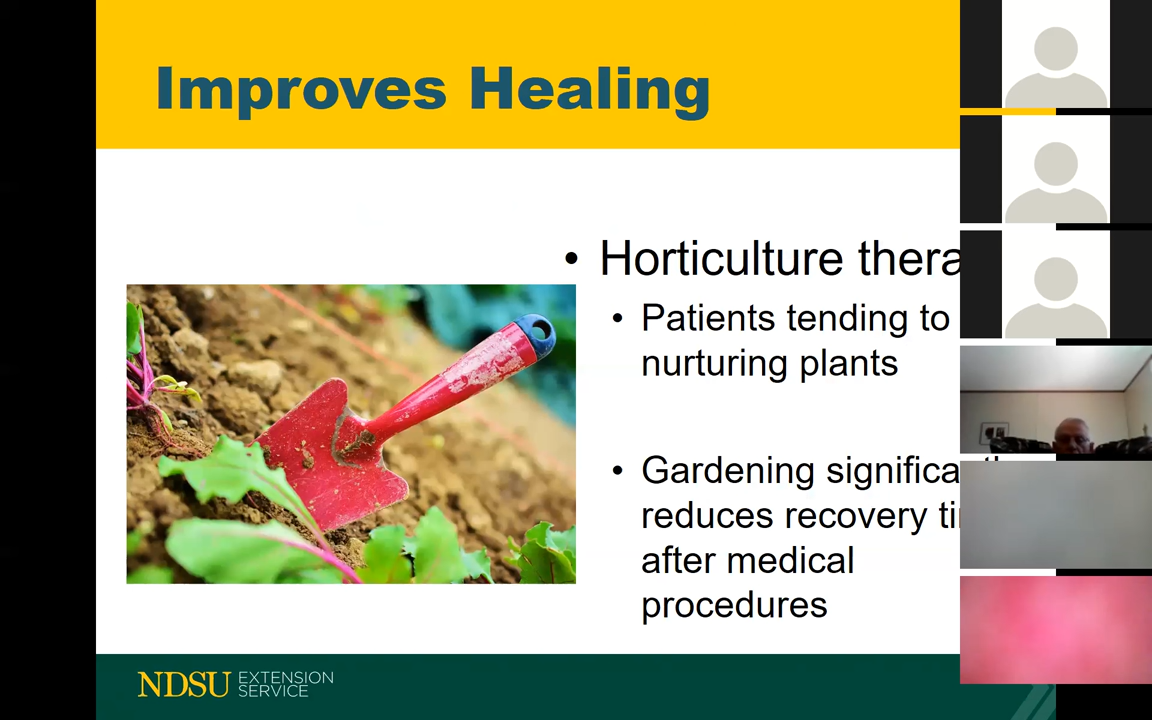 Improves Healing
• Horticulture thera
• Patients tending to
nurturing plants
• Gardening significa
reduces recovery ti
after medical
procedures
NDSU EXTENSION
SERVICE